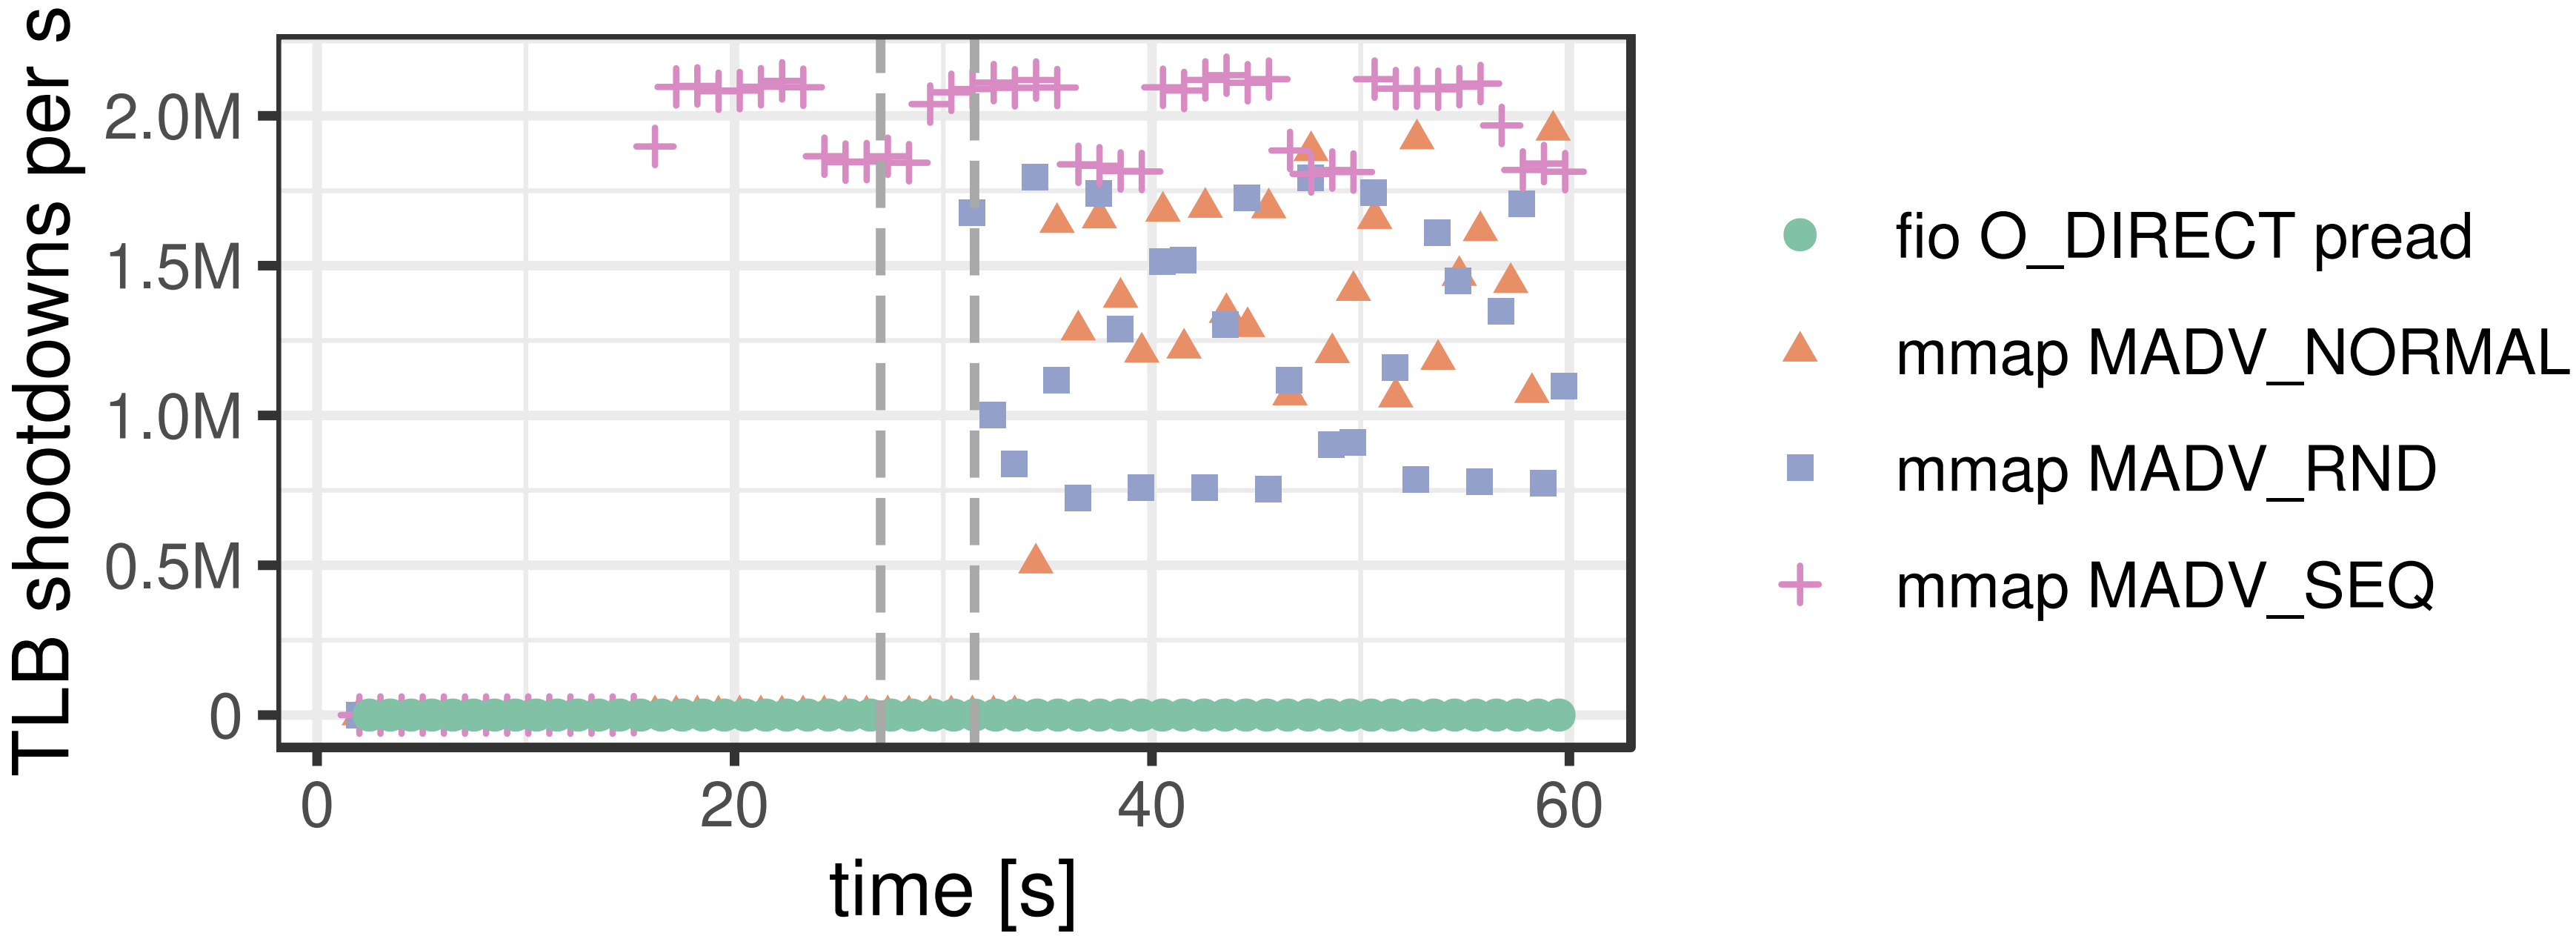 TLB shootdowns per s
2.0M
1.5M
1.0M
0.5M
0
0
20
40
60
time [s]
fio O_DIRECT pread
mmap MADV_NORMAL
mmap MADV_RND
mmap MADV_SEQ